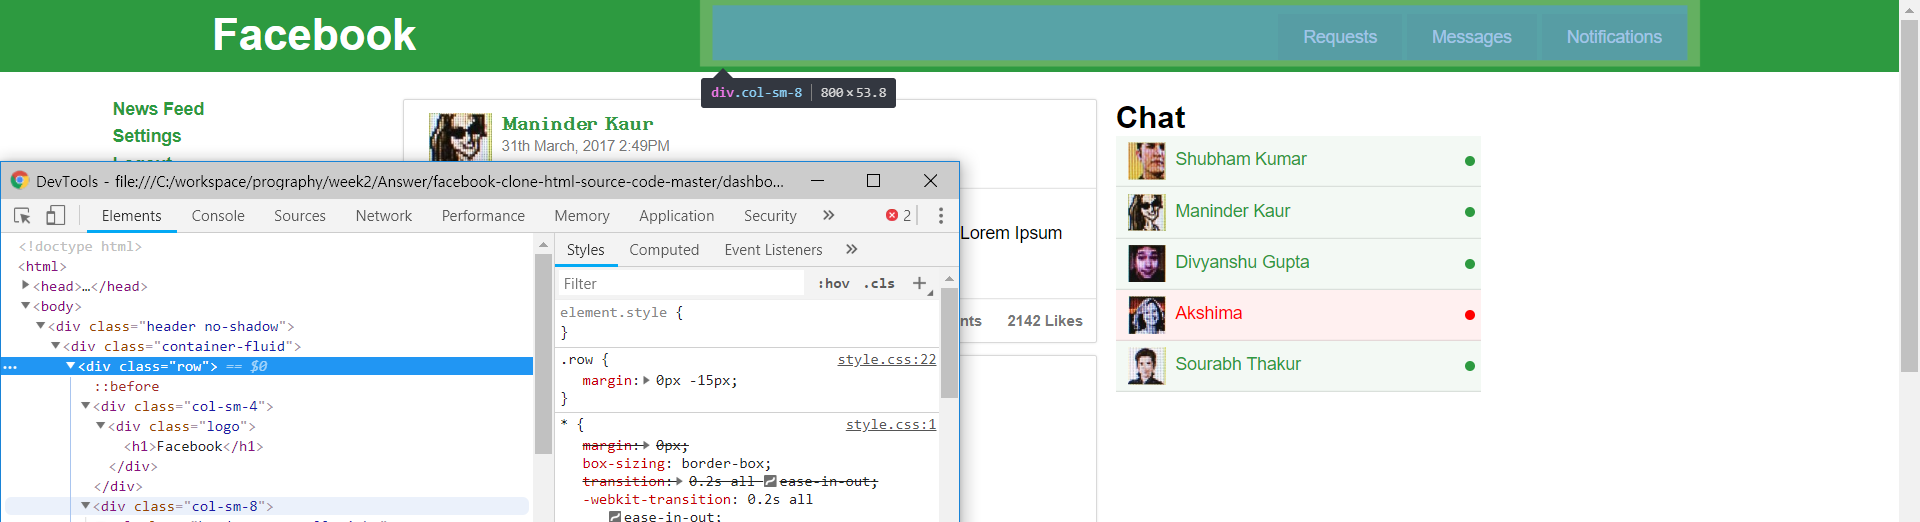 Facebook
Requests Messages Notifications
div.col-sm-8 | 800 × 53.8
News Feed
Settings
Maninder Kaur
31th March, 2017 2:49PM
Lorem Ipsum
nts 2142 Likes
Chat
Shubham Kumar
Maninder Kaur
Divyanshu Gupta
Akshima
Sourabh Thakur
DevTools - file:///C:/workspace/prography/week2/Answer/facebook-clone-html-source-code-master/dashbo...
Elements Console Sources Network Performance Memory Application Security » 2
<!doctype html>
<html>
<head>…</head>
<body>
<div class="header no-shadow">
<div class="container-fluid">
<div class="row"> == $0
::before
<div class="col-sm-4">
<div class="logo">
<h1>Facebook</h1>
</div>
</div>
<div class="col-sm-8">
Styles Computed Event Listeners »
Filter :hov .cls +
element.style {
}
.row { style.css:22
margin: 0px -15px;
}
* { style.css:1
margin: 0px;
box-sizing: border-box;
transition: 0.2s all ease-in-out;
-webkit-transition: 0.2s all
ease-in-out;